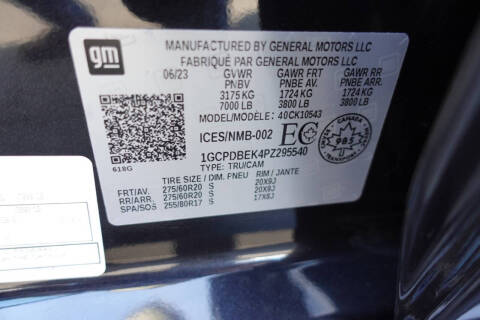 gm
MANUFACTURED BY GENERAL MOTORS LLC
FABRIQUÉ PAR GENERAL MOTORS LLC
06/23 GVWR GAWR FRT GAWR RR
PNBV PNBE AV. PNBE ARR.
3175 KG 1724 KG 1724 KG
7000 LB 3800 LB 3800 LB
MODEL/MODÈLE: 40CK10543
ICES/NMB-002 EC 985
618G
1GCPDBEK4PZ295540
TYPE: TRU/CAM
TIRE SIZE / DIM. PNEU RIM / JANTE
FRT/AV. 275/60R20 S 20X9J
RR/ARR. 275/60R20 S 20X9J
SPA/SOS 255/80R17 S 17X8J